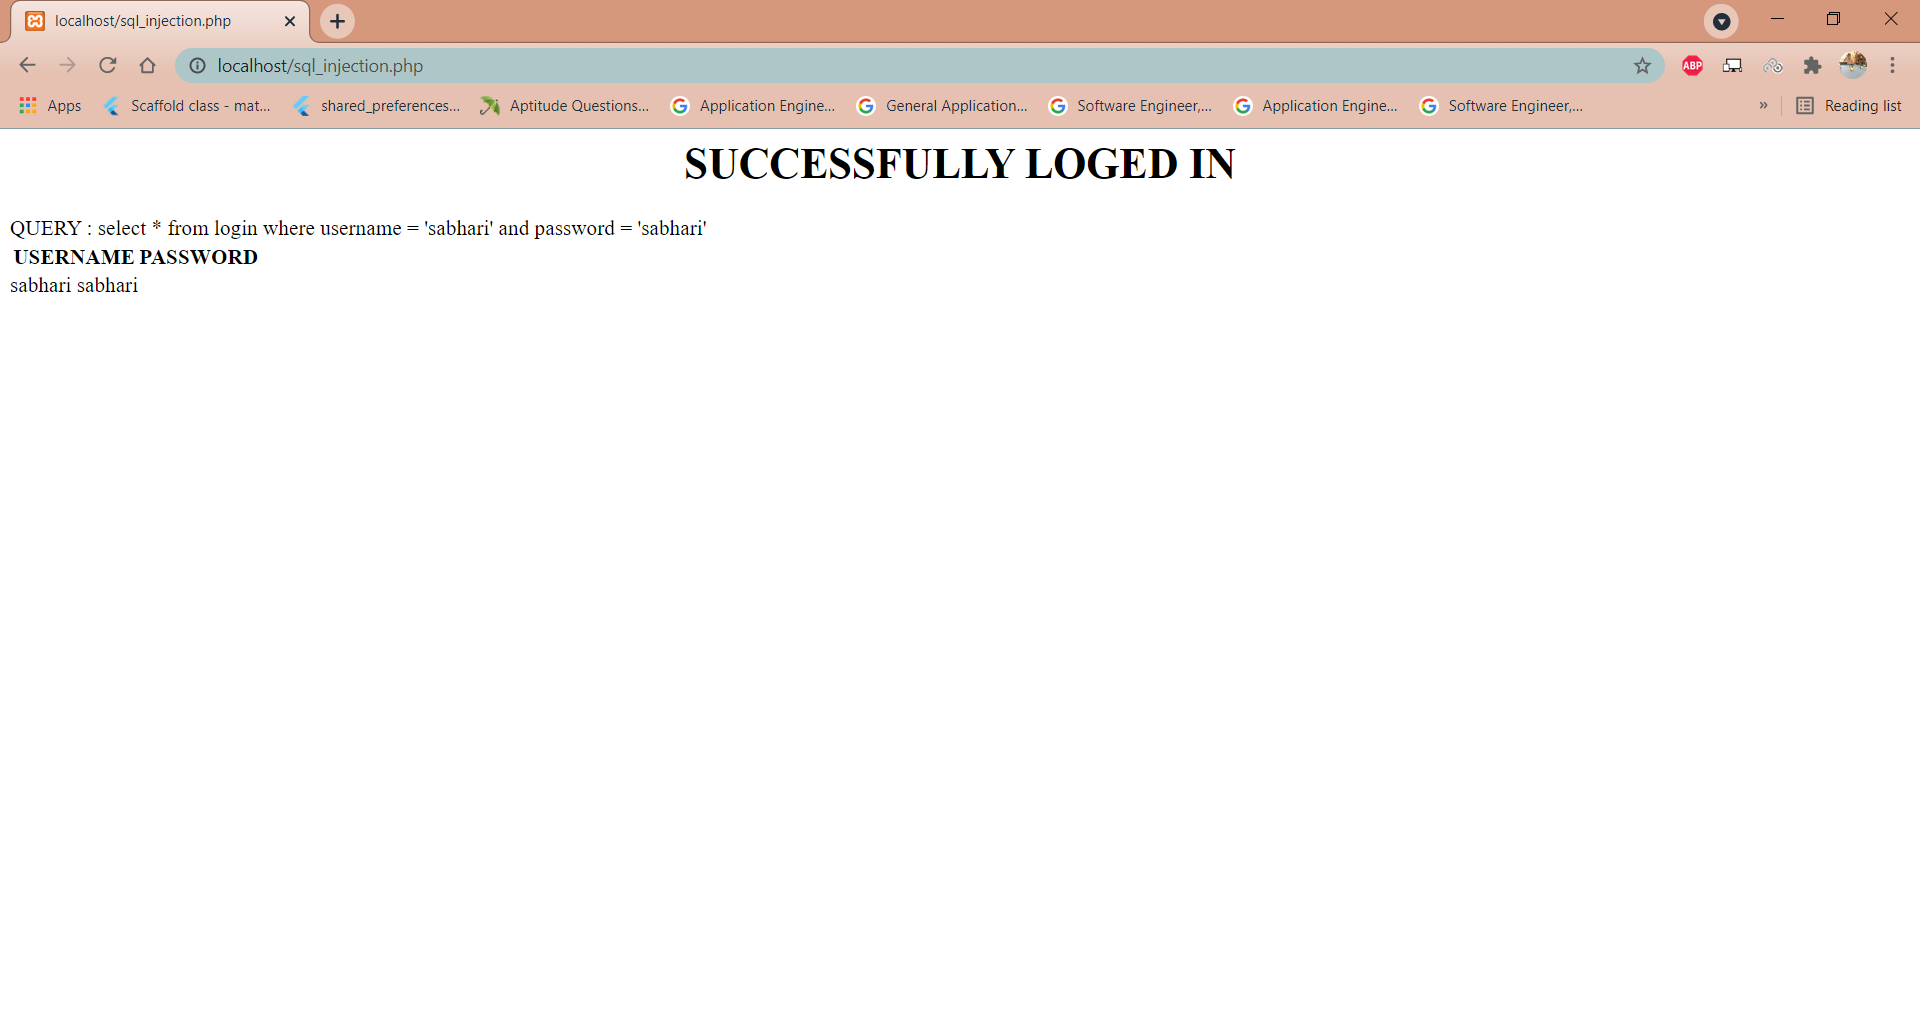 localhost/sql_injection.php
localhost/sql_injection.php
ABP
Apps Scaffold class - mat... shared_preferences... Aptitude Questions... Application Engine... General Application... Software Engineer,... Application Engine... Software Engineer,... » Reading list
SUCCESSFULLY LOGED IN
QUERY : select * from login where username = 'sabhari' and password = 'sabhari'
USERNAME PASSWORD
sabhari sabhari